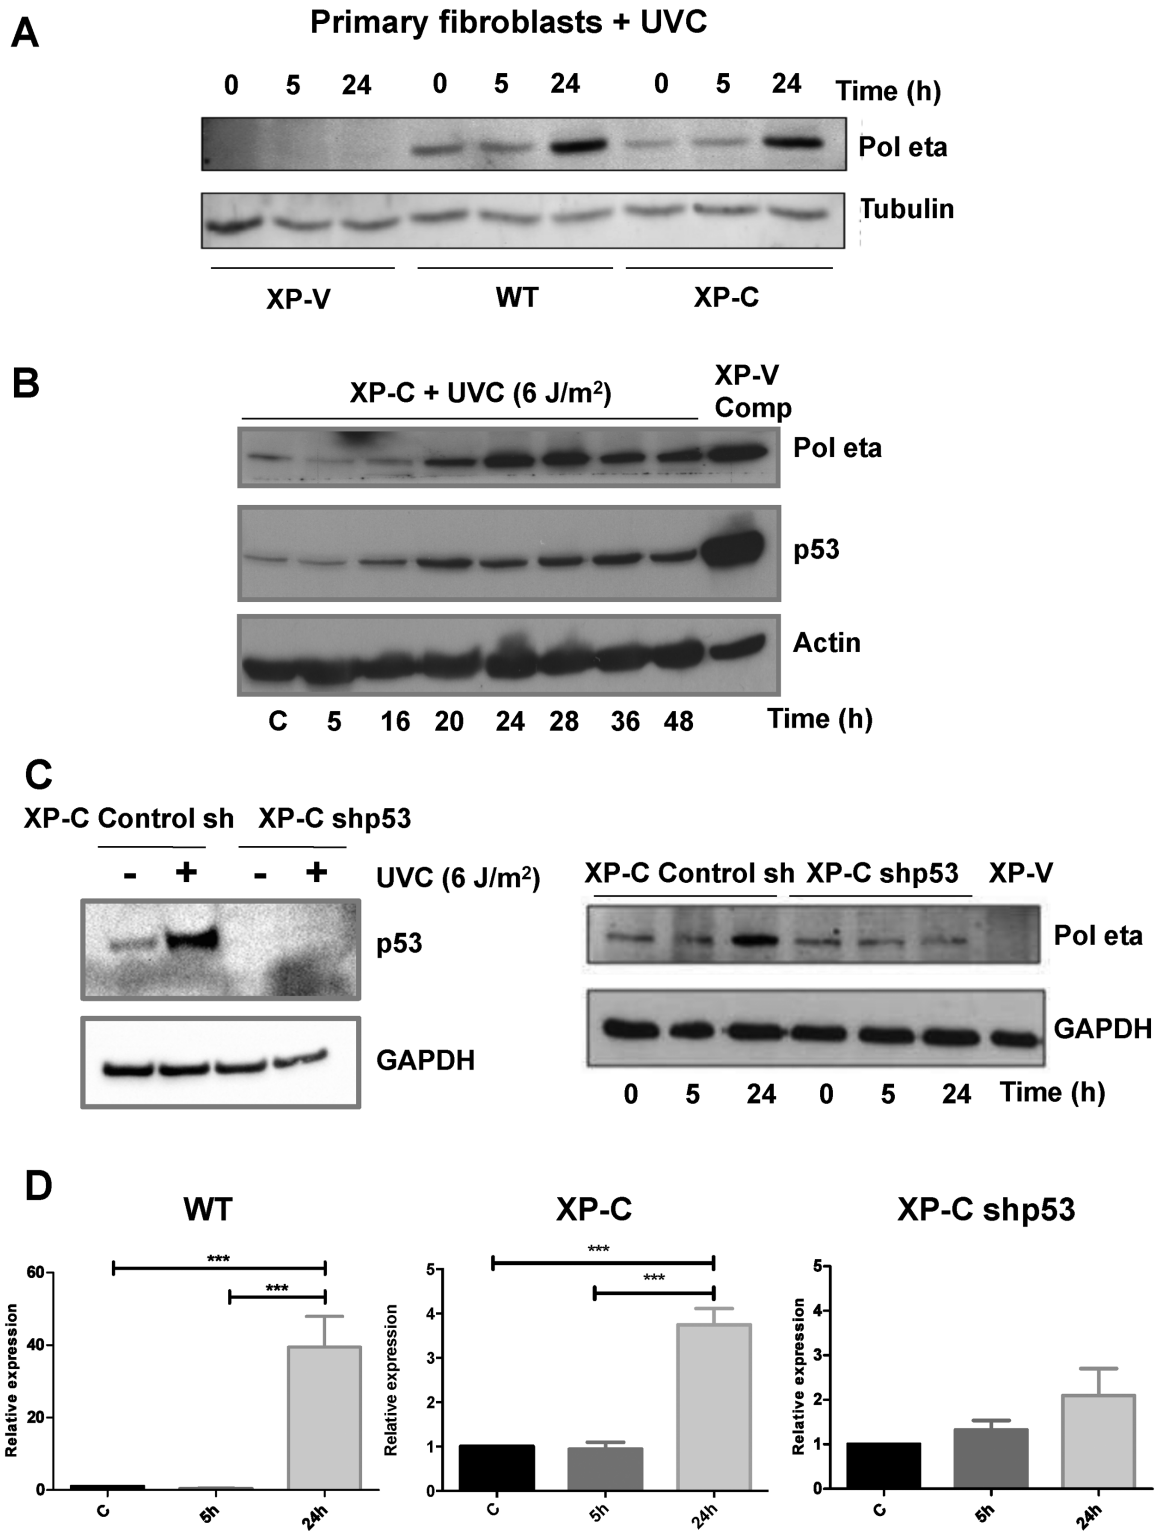 A
Primary fibroblasts + UVC
0 5 24 0 5 24 0 5 24 Time (h)
Pol eta
Tubulin
XP-V WT XP-C
B
XP-C + UVC (6 J/m²)
XP-V
Comp
Pol eta
p53
Actin
C 5 16 20 24 28 36 48 Time (h)
C
XP-C Control sh XP-C shp53
- + - + UVC (6 J/m²)
p53
GAPDH
XP-C Control sh XP-C shp53 XP-V
Pol eta
GAPDH
0 5 24 0 5 24 Time (h)
D
WT
***
***
Relative expression
60
40
20
0
C 5h 24h
XP-C
***
***
Relative expression
5
4
3
2
1
0
C 5h 24h
XP-C shp53
Relative expression
5
4
3
2
1
0
C 5h 24h